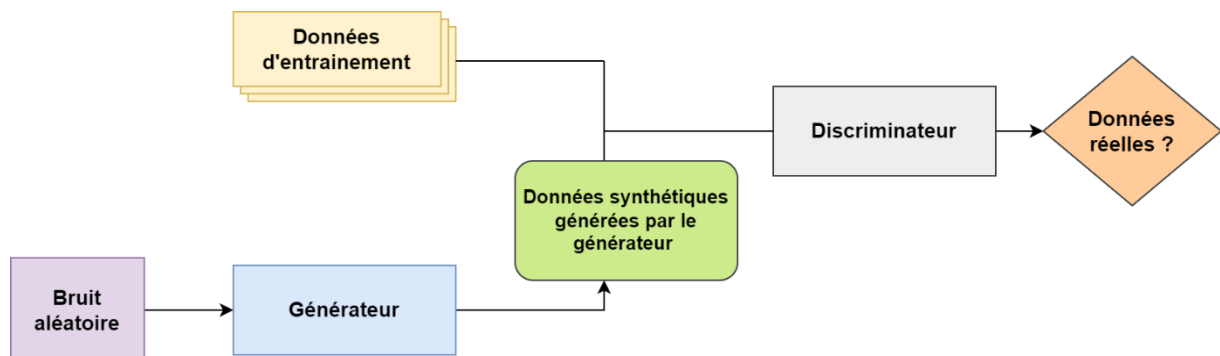 Données
d'entrainement
Discriminateur
Données
réelles ?
Données synthétiques
générées par le
générateur
Bruit
aléatoire
Générateur